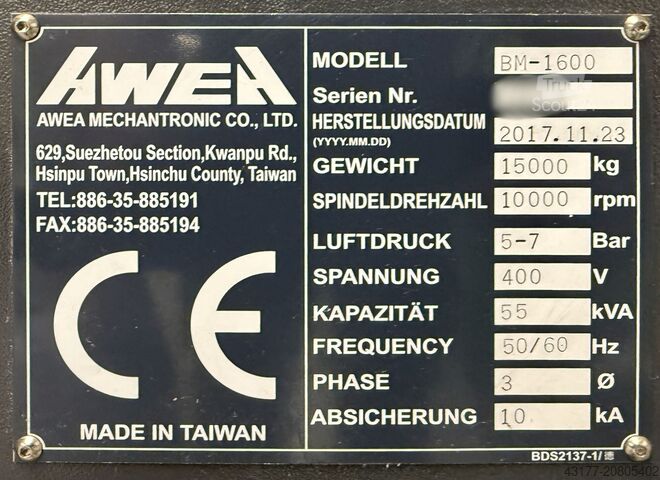 AWEA
AWEA MECHANTRONIC CO., LTD.
629,Suezhetou Section,Kwanpu Rd.,
Hsinpu Town,Hsinchu County, Taiwan
TEL:886-35-885191
FAX:886-35-885194
CE
MADE IN TAIWAN
MODELL BM-1600
Serien Nr.
HERSTELLUNGSDATUM 2017.11.23
(YYYY.MM.DD)
GEWICHT 15000 kg
SPINDELDREHZAHL 10000 rpm
LUFTDRUCK 5-7 Bar
SPANNUNG 400 V
KAPAZITÄT 55 kVA
FREQUENCY 50/60 Hz
PHASE 3 Ø
ABSICHERUNG 10 kA
BDS2137-1/德
Truck
Scout24
43177-20805402